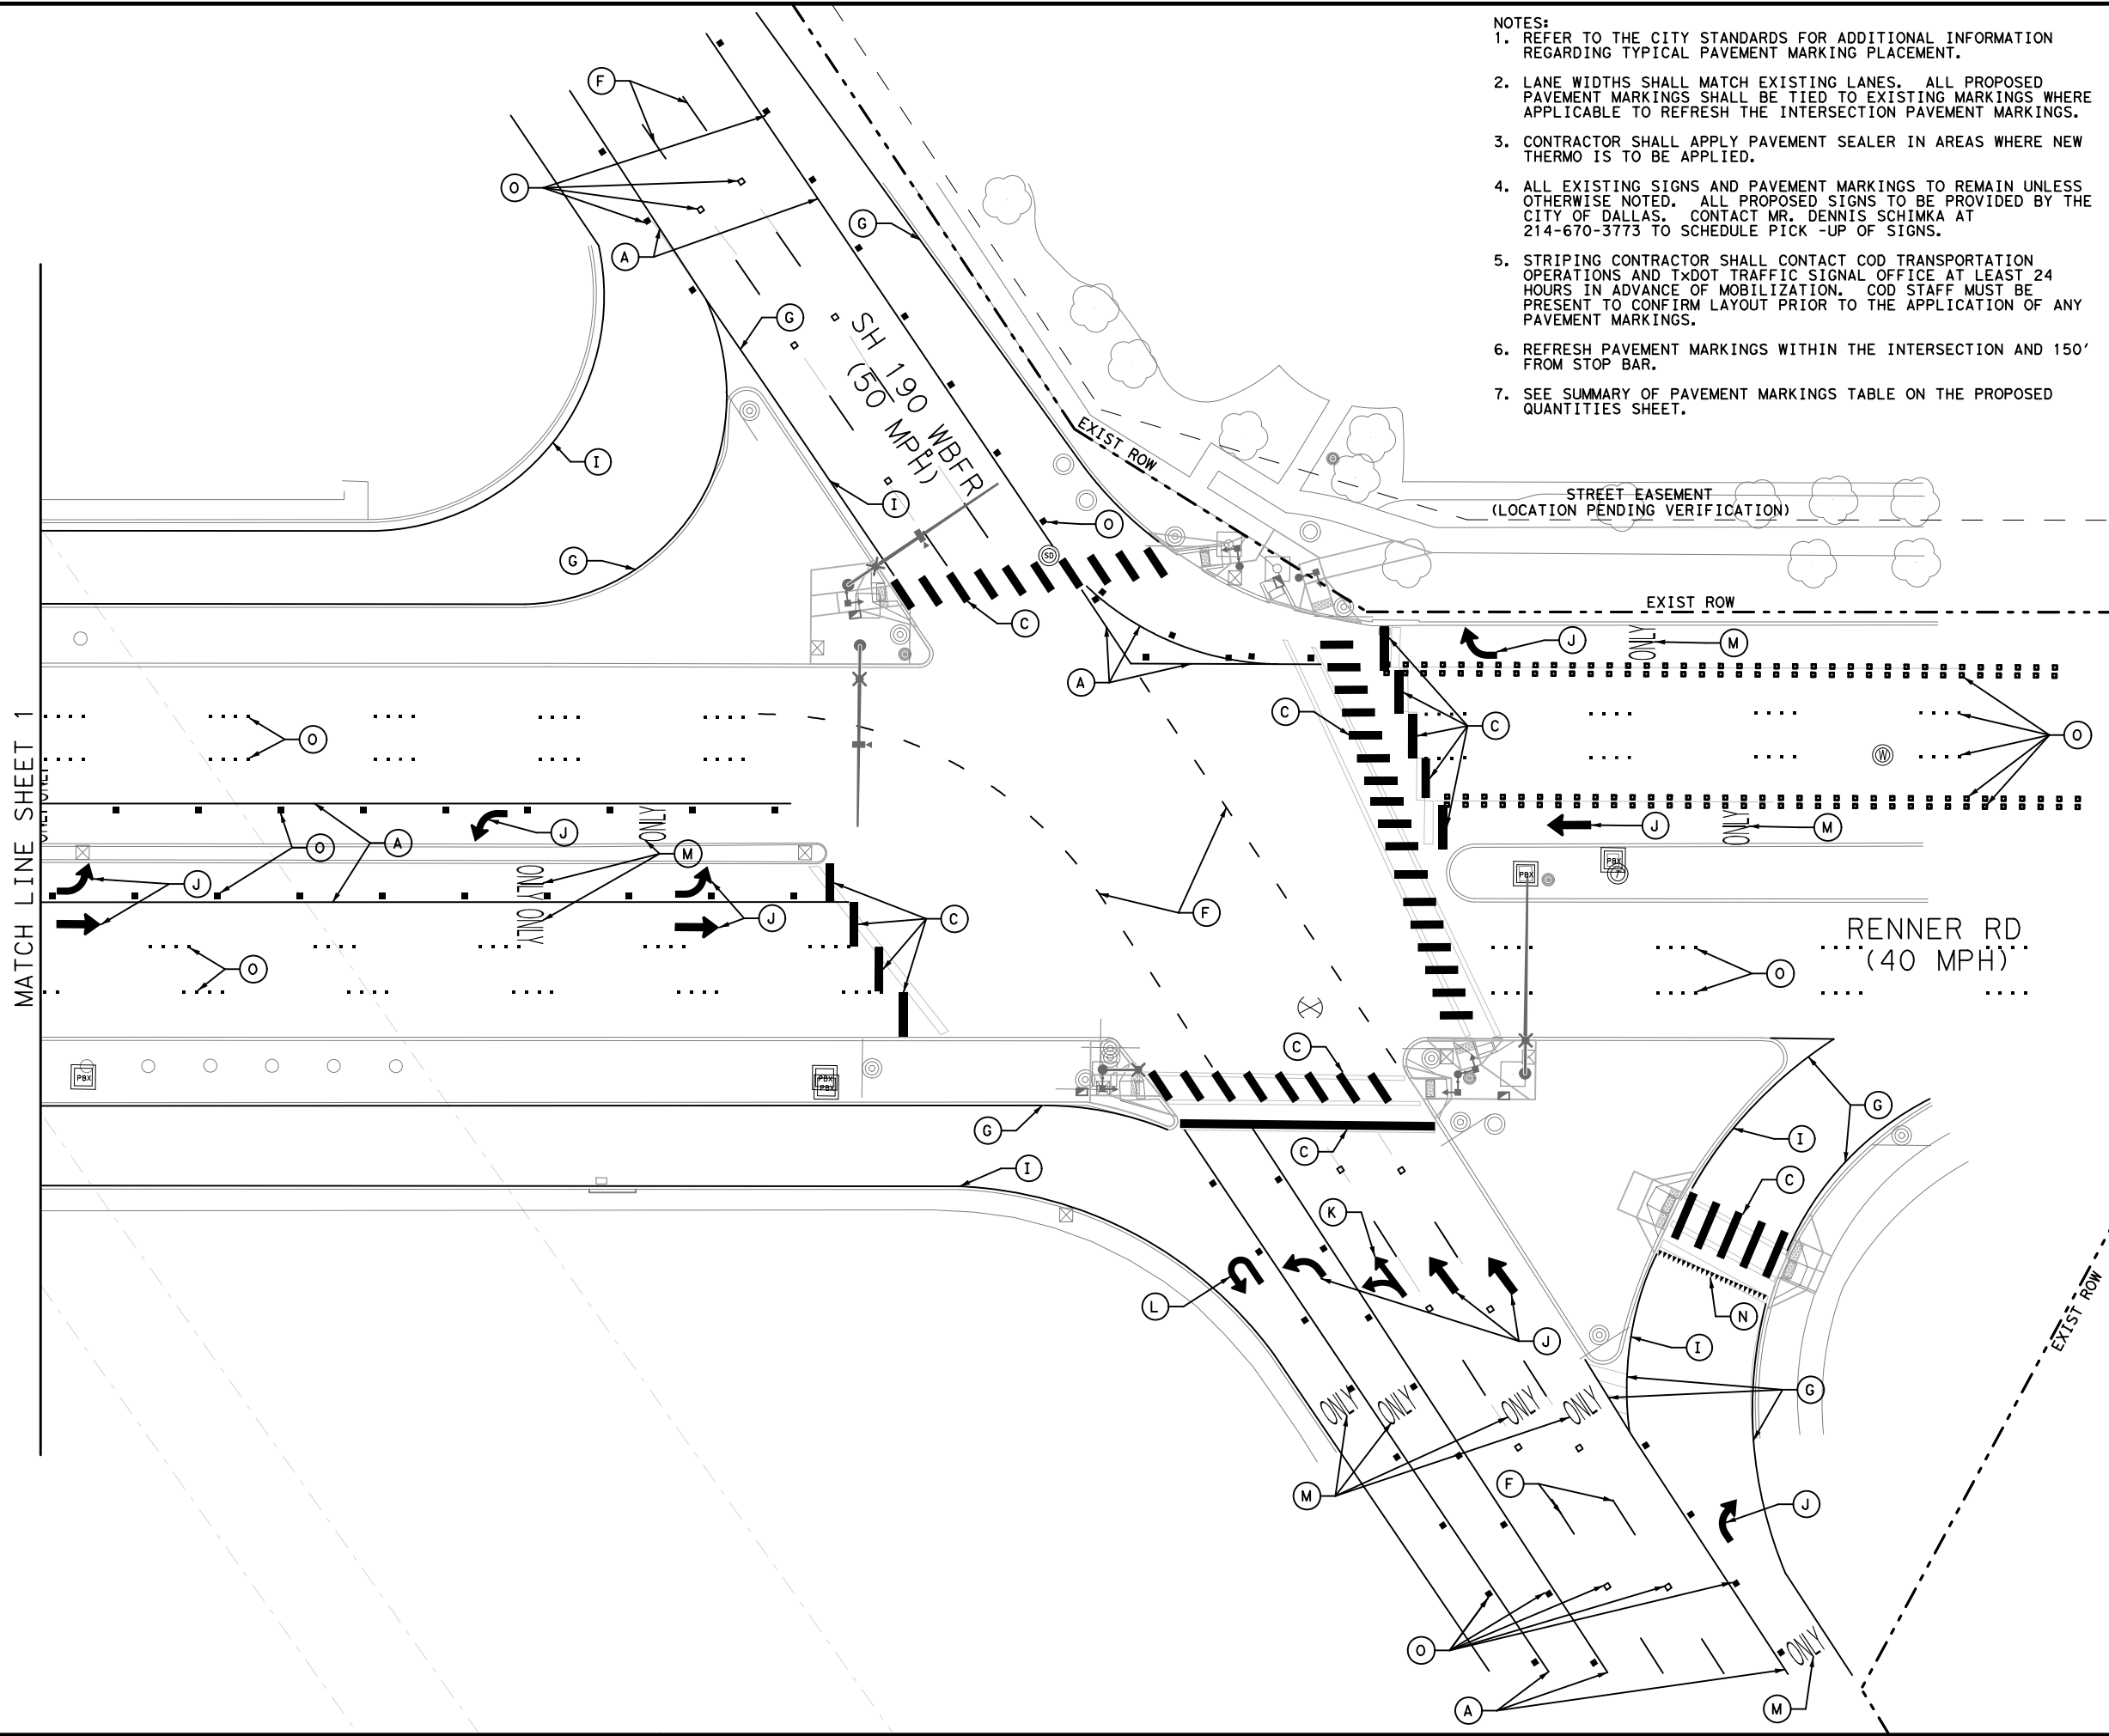 NOTES:
1. REFER TO THE CITY STANDARDS FOR ADDITIONAL INFORMATION
REGARDING TYPICAL PAVEMENT MARKING PLACEMENT.
2. LANE WIDTHS SHALL MATCH EXISTING LANES. ALL PROPOSED
PAVEMENT MARKINGS SHALL BE TIED TO EXISTING MARKINGS WHERE
APPLICABLE TO REFRESH THE INTERSECTION PAVEMENT MARKINGS.
3. CONTRACTOR SHALL APPLY PAVEMENT SEALER IN AREAS WHERE NEW
THERMO IS TO BE APPLIED.
4. ALL EXISTING SIGNS AND PAVEMENT MARKINGS TO REMAIN UNLESS
OTHERWISE NOTED. ALL PROPOSED SIGNS TO BE PROVIDED BY THE
CITY OF DALLAS. CONTACT MR. DENNIS SCHIMKA AT
214-670-3773 TO SCHEDULE PICK -UP OF SIGNS.
5. STRIPING CONTRACTOR SHALL CONTACT COD TRANSPORTATION
OPERATIONS AND TxDOT TRAFFIC SIGNAL OFFICE AT LEAST 24
HOURS IN ADVANCE OF MOBILIZATION. COD STAFF MUST BE
PRESENT TO CONFIRM LAYOUT PRIOR TO THE APPLICATION OF ANY
PAVEMENT MARKINGS.
6. REFRESH PAVEMENT MARKINGS WITHIN THE INTERSECTION AND 150'
FROM STOP BAR.
7. SEE SUMMARY OF PAVEMENT MARKINGS TABLE ON THE PROPOSED
QUANTITIES SHEET.
F
O
G
A
G
SH 190 WBFR
(50 MPH)
EXIST ROW
I
I
STREET EASEMENT
(LOCATION PENDING VERIFICATION)
O
G
SD
EXIST ROW
C
J
ONLY
M
A
C
C
O
O
W
MATCH LINE SHEET 1
ONLY
J
O
A
M
J
ONLY
M
PBX
PBX
T
J
ONLY
ONLY
J
C
F
RENNER RD
(40 MPH)
O
O
C
PBX
PBX
PBX
G
G
C
I
I
C
K
L
N
J
I
EXIST ROW
G
ONLY
ONLY
ONLY
ONLY
M
F
J
O
ONLY
A
M